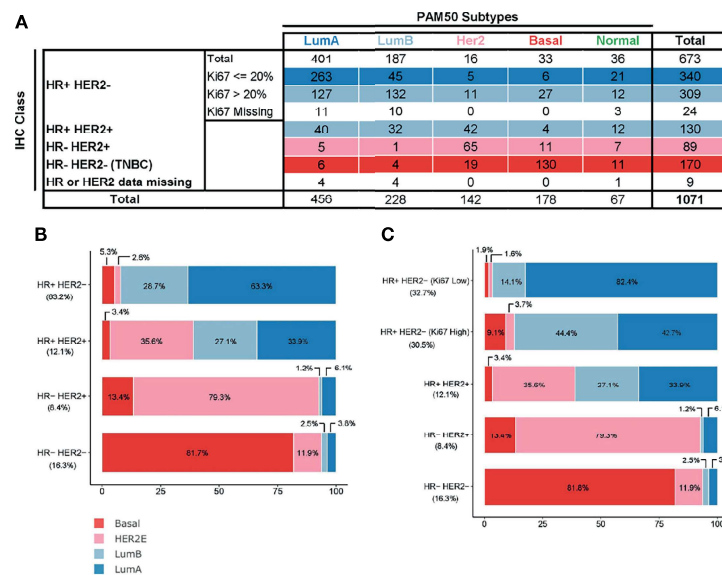 A
PAM50 Subtypes
LumA LumB Her2 Basal Normal Total
IHC Class
HR+ HER2- Total 401 187 16 33 36 673
Ki67 <= 20% 263 45 5 6 21 340
Ki67 > 20% 127 132 11 27 12 309
Ki67 Missing 11 10 0 0 3 24
HR+ HER2+ 40 32 42 4 12 130
HR- HER2+ 5 1 65 11 7 89
HR- HER2- (TNBC) 6 4 19 130 11 170
HR or HER2 data missing 4 4 0 0 1 9
Total 456 228 142 178 67 1071
B
5.3% 2.8%
HR+ HER2− 28.7% 63.3%
(63.2%)
3.4%
HR+ HER2+ 35.6% 27.1% 33.9%
(12.1%)
1.2% 6.1%
HR− HER2+ 13.4% 79.3%
(8.4%)
2.5% 3.8%
HR− HER2− 81.7% 11.9%
(16.3%)
0 25 50 75 100
Basal
HER2E
LumB
LumA
C
1.9% 1.6%
HR+ HER2− (Ki67 Low) 14.1% 82.4%
(32.7%)
3.7%
HR+ HER2− (Ki67 High) 9.1% 44.4% 42.7%
(30.5%)
3.4%
HR+ HER2+ 35.6% 27.1% 33.9%
(12.1%)
1.2% 6.
HR− HER2+ 13.4% 79.3%
(8.4%)
2.5% 3
HR− HER2− 81.8% 11.9%
(16.3%)
0 25 50 75 100